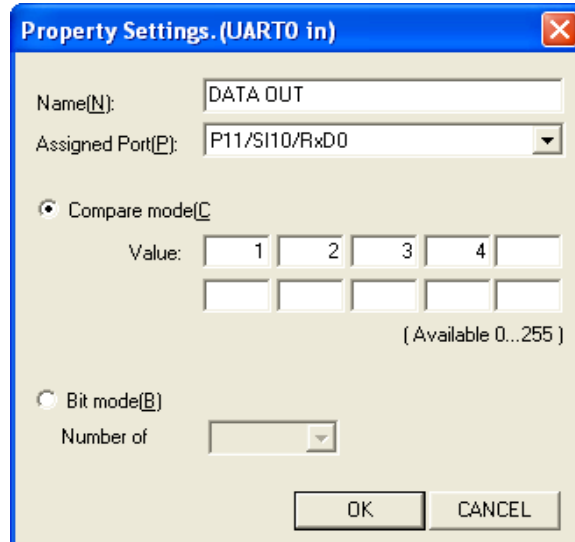 Property Settings.(UART0 in)
Name(N):
DATA OUT
Assigned Port(P):
P11/SI10/RxD0
Compare mode(C
Value:
1 2 3 4
( Available 0...255 )
Bit mode(B)
Number of
OK CANCEL